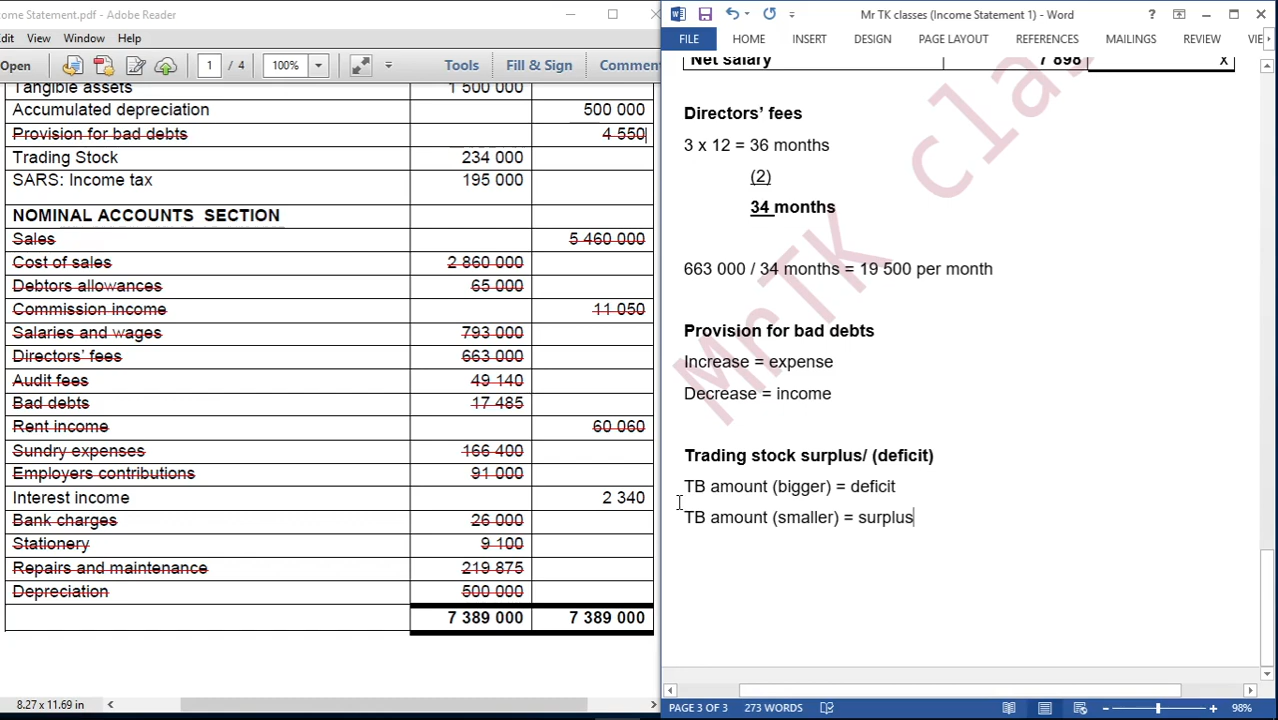 ome Statement.pdf - Adobe Reader
dit View Window Help
Open 1 / 4 100% Tools Fill & Sign Comment
Tangible assets 1 500 000
Accumulated depreciation 500 000
Provision for bad debts 4 550
Trading Stock 234 000
SARS: Income tax 195 000
NOMINAL ACCOUNTS SECTION
Sales 5 460 000
Cost of sales 2 860 000
Debtors allowances 65 000
Commission income 11 050
Salaries and wages 793 000
Directors' fees 663 000
Audit fees 49 140
Bad debts 17 485
Rent income 60 060
Sundry expenses 166 400
Employers contributions 91 000
Interest income 2 340
Bank charges 26 000
Stationery 9 100
Repairs and maintenance 219 875
Depreciation 500 000
7 389 000 7 389 000
8.27 x 11.69 in
Mr TK classes (Income Statement 1) - Word
FILE HOME INSERT DESIGN PAGE LAYOUT REFERENCES MAILINGS REVIEW VIE
Net salary 7 898 x
Directors' fees
3 x 12 = 36 months
(2)
34 months
663 000 / 34 months = 19 500 per month
Provision for bad debts
Increase = expense
Decrease = income
Trading stock surplus/ (deficit)
TB amount (bigger) = deficit
TB amount (smaller) = surplus
MrTK clas
PAGE 3 OF 3 273 WORDS 98%